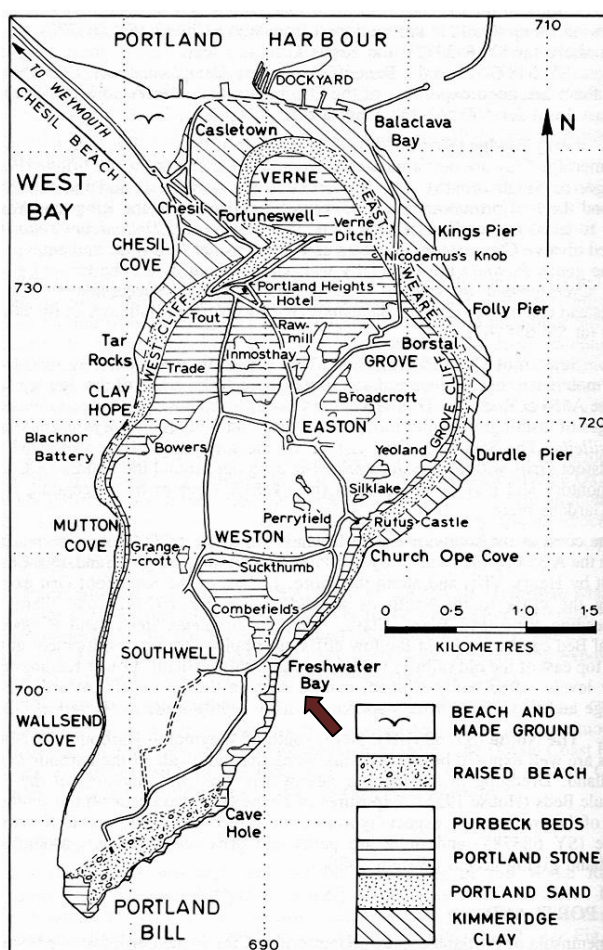 710
PORTLAND HARBOUR
DOCKYARD
TO WEYMOUTH
CHESIL BEACH
Casletown
Balaclava
Bay
N
VERNE
WEST
BAY
Chesil
Fortuneswell
EAST WEARE
Verne
Ditch
Kings Pier
CHESIL
COVE
Nicodemus's Knob
730
Portland Heights
Hotel
WEST CLIFF
Tout
Raw-
mill
Folly Pier
Tar
Rocks
Inmosthay
Borstal
Trade
GROVE
GROVE CLIFF
CLAY
HOPE
Broadcroft
720
EASTON
Blacknor
Battery
Bowers
Yeoland
Durdle Pier
Silklake
MUTTON
COVE
Perryfield
Rufus Castle
WESTON
Grange-
croft
Church Ope Cove
Suckthumb
Combefield's
0 0·5 1·0 1·5
KILOMETRES
SOUTHWELL
Freshwater
Bay
700
WALLSEND
COVE
BEACH AND
MADE GROUND
RAISED BEACH
Cave
Hole
PURBECK BEDS
PORTLAND STONE
PORTLAND SAND
KIMMERIDGE
CLAY
PORTLAND
BILL
690